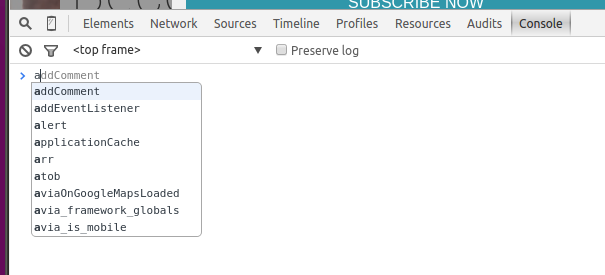 SUBSCRIBE NOW
Elements Network Sources Timeline Profiles Resources Audits Console
<top frame> ▼ Preserve log
> addComment
addComment
addEventListener
alert
applicationCache
arr
atob
aviaOnGoogleMapsLoaded
avia_framework_globals
avia_is_mobile